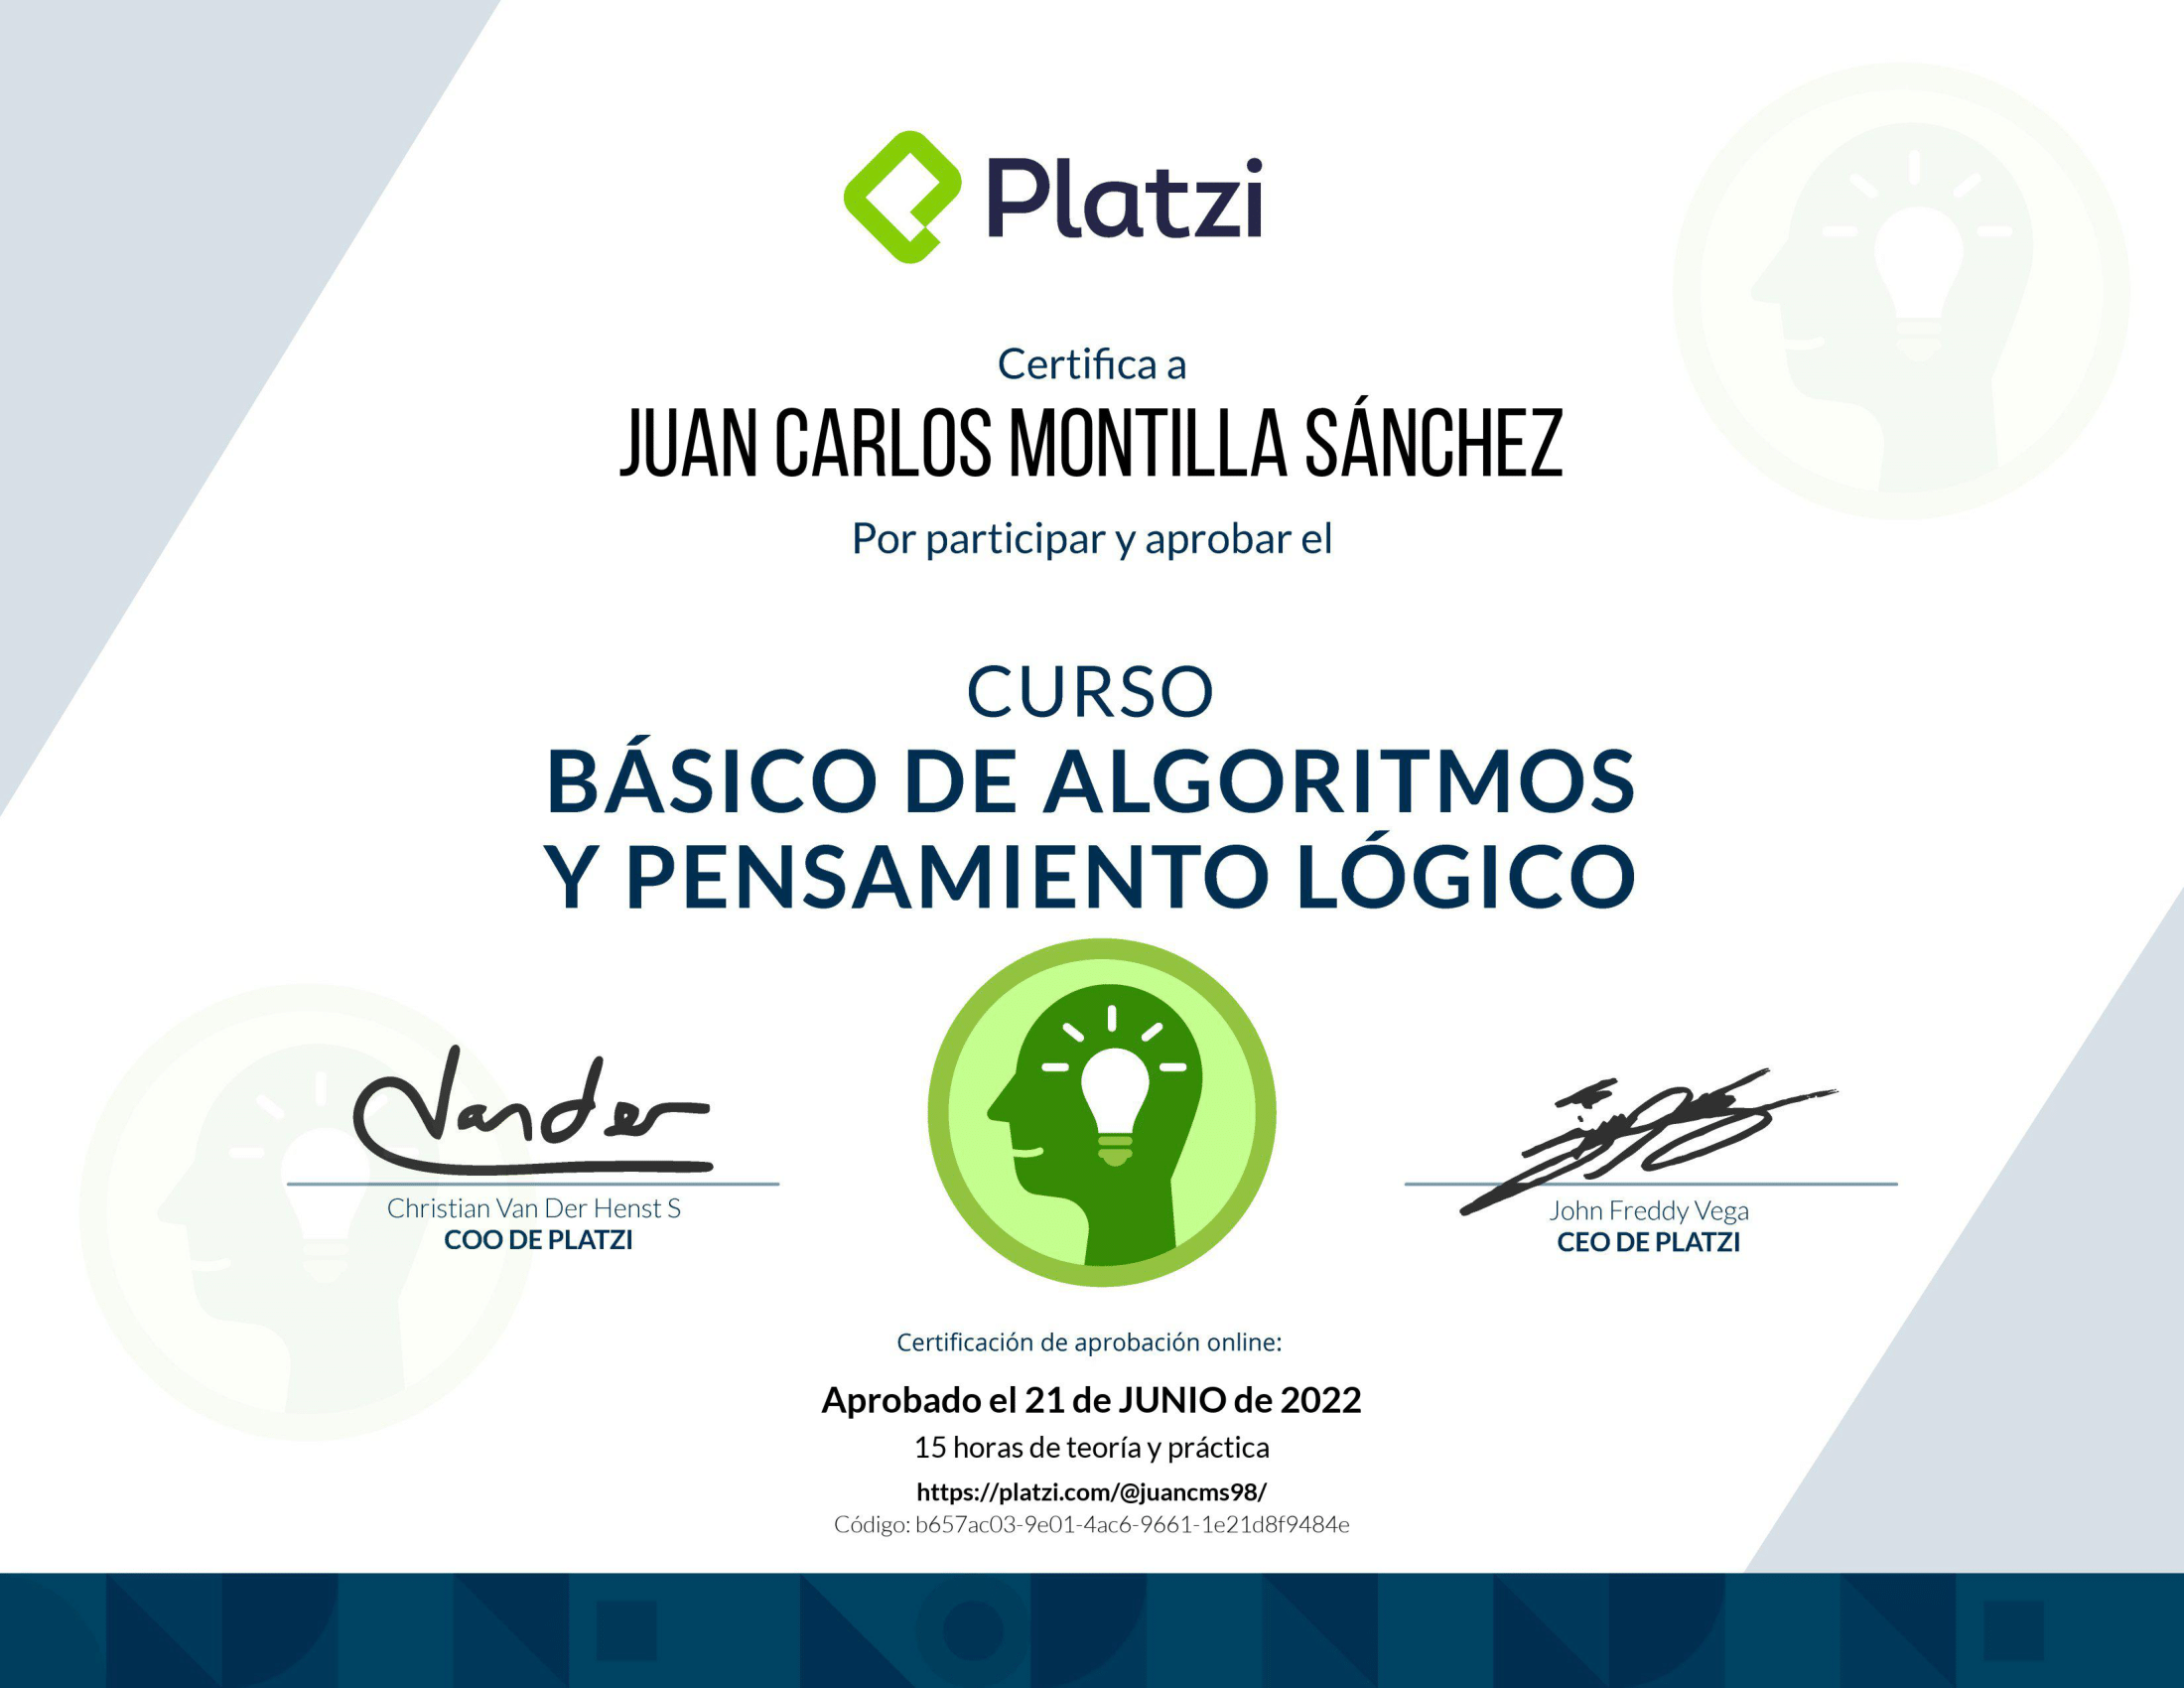 Platzi
Certifica a
JUAN CARLOS MONTILLA SÁNCHEZ
Por participar y aprobar el
CURSO
BÁSICO DE ALGORITMOS
Y PENSAMIENTO LÓGICO
Vander
Christian Van Der Henst S
COO DE PLATZI
John Freddy Vega
CEO DE PLATZI
Certificación de aprobación online:
Aprobado el 21 de JUNIO de 2022
15 horas de teoría y práctica
https://platzi.com/@juancms98/
Código: b657ac03-9e01-4ac6-9661-1e21d8f9484e